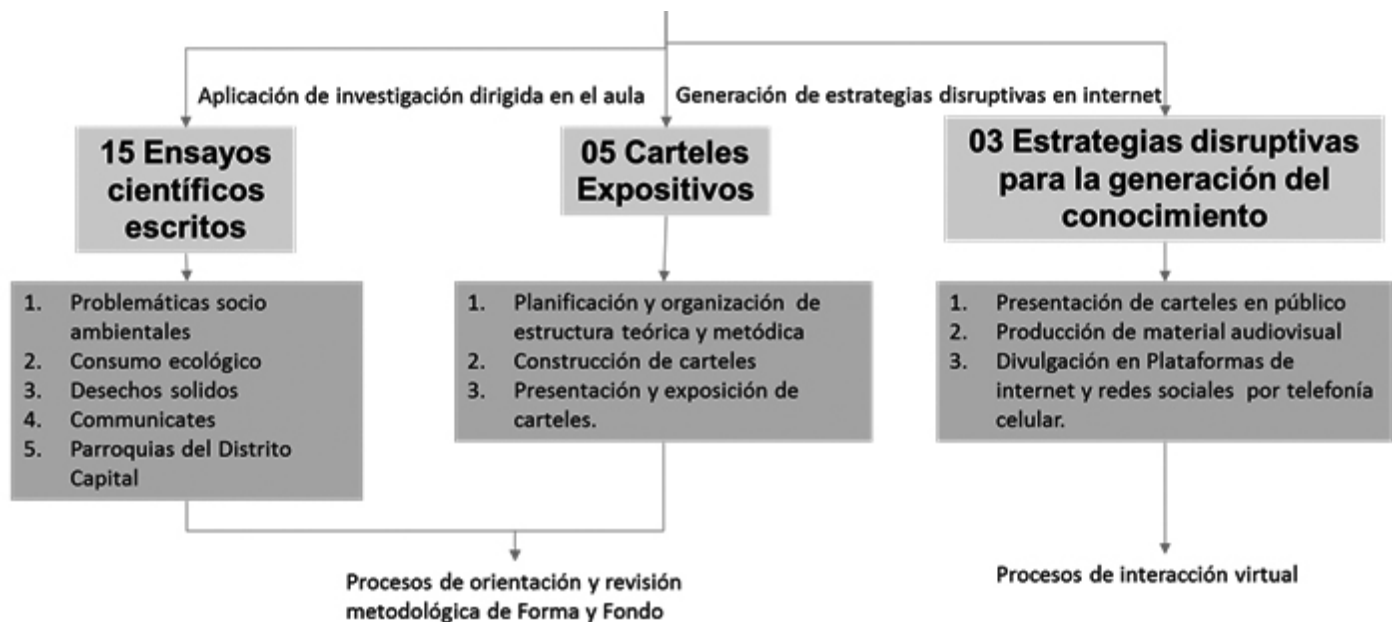 Aplicación de investigación dirigida en el aula
Generación de estrategias disruptivas en internet
15 Ensayos
científicos
escritos
05 Carteles
Expositivos
03 Estrategias disruptivas
para la generación del
conocimiento
1. Problemáticas socio
ambientales
2. Consumo ecológico
3. Desechos solidos
4. Communicates
5. Parroquias del Distrito
Capital
1. Planificación y organización de
estructura teórica y metódica
2. Construcción de carteles
3. Presentación y exposición de
carteles.
1. Presentación de carteles en público
2. Producción de material audiovisual
3. Divulgación en Plataformas de
internet y redes sociales por telefonía
celular.
Procesos de orientación y revisión
metodológica de Forma y Fondo
Procesos de interacción virtual